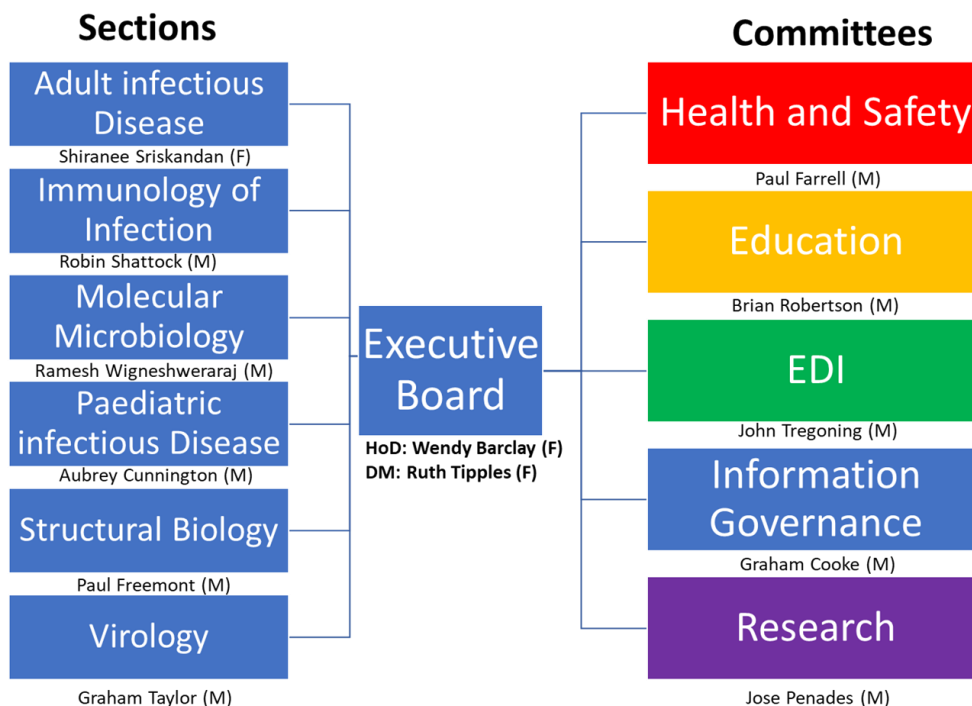 Sections
Adult infectious
Disease
Shiranee Sriskandan (F)
Immunology of
Infection
Robin Shattock (M)
Molecular
Microbiology
Ramesh Wigneshweraraj (M)
Paediatric
infectious Disease
Aubrey Cunnington (M)
Structural Biology
Paul Freemont (M)
Virology
Graham Taylor (M)
Executive
Board
HoD: Wendy Barclay (F)
DM: Ruth Tipples (F)
Committees
Health and Safety
Paul Farrell (M)
Education
Brian Robertson (M)
EDI
John Tregoning (M)
Information
Governance
Graham Cooke (M)
Research
Jose Penades (M)